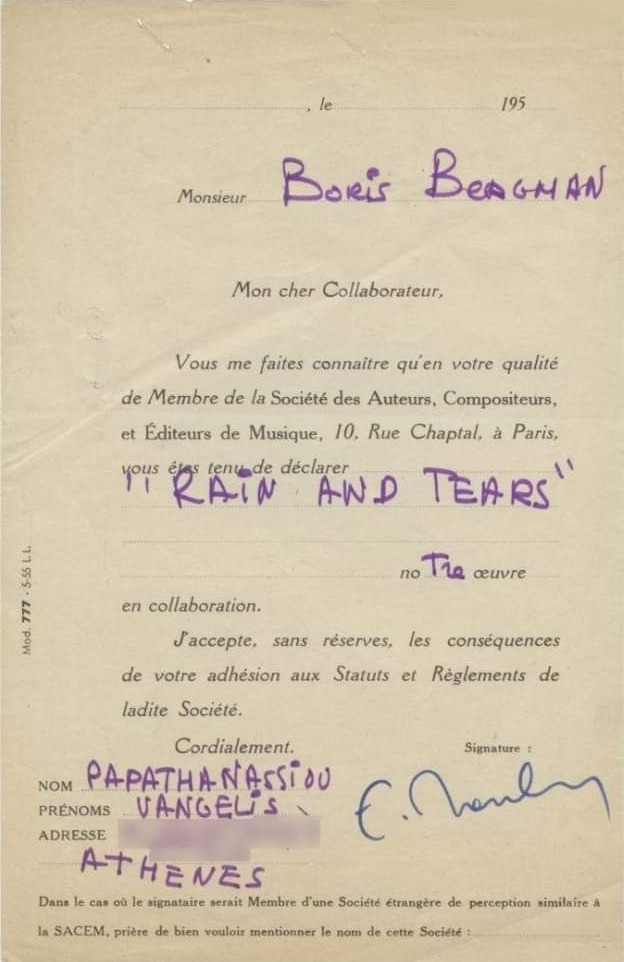 , le 195
Monsieur BORIS BERGMAN
Mon cher Collaborateur,
Vous me faites connaître qu'en votre qualité
de Membre de la Société des Auteurs, Compositeurs,
et Éditeurs de Musique, 10, Rue Chaptal, à Paris,
vous êtes tenu de déclarer
"RAIN AND TEARS"
no Tre œuvre
en collaboration.
J'accepte, sans réserves, les conséquences
de votre adhésion aux Statuts et Règlements de
ladite Société.
Cordialement.
Signature :
NOM PAPATHANASSIOU
PRÉNOMS VANGELIS
ADRESSE
ATHENES
Dans le cas où le signataire serait Membre d'une Société étrangère de perception similaire à
la SACEM, prière de bien vouloir mentionner le nom de cette Société :
Mod. 777 - 5-55 L.L.